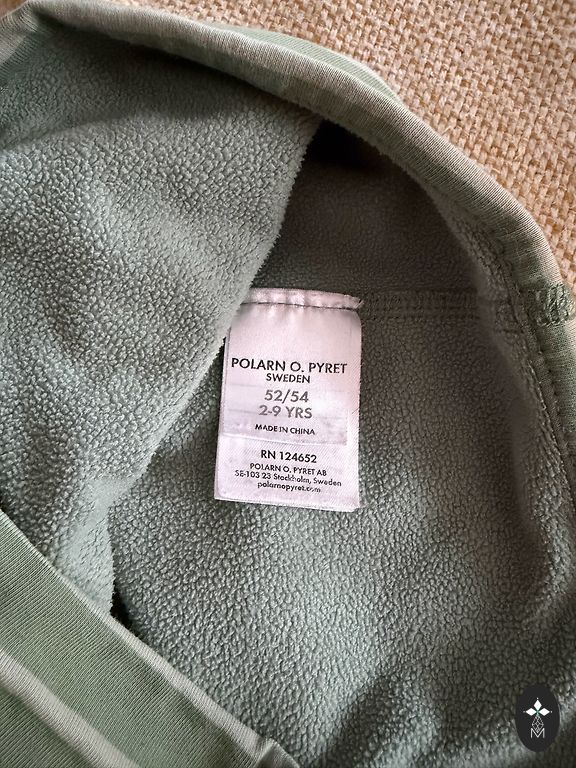 POLARN O. PYRET
SWEDEN
52/54
2-9 YRS
MADE IN CHINA
RN 124652
POLARN O. PYRET AB
SE-103 23 Stockholm, Sweden
polarnopyret.com
M